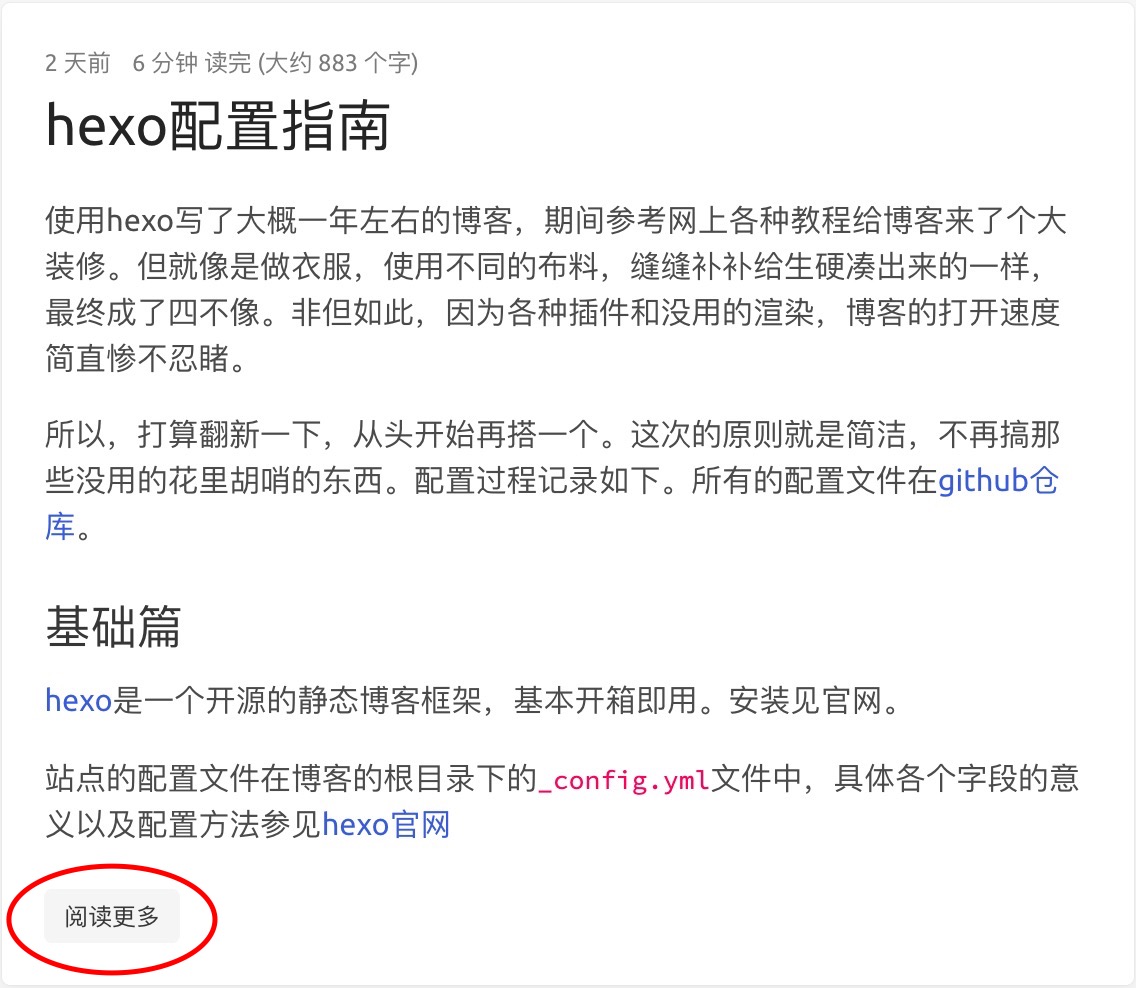 2 天前 6 分钟 读完 (大约 883 个字)
hexo配置指南
使用hexo写了大概一年左右的博客，期间参考网上各种教程给博客来了个大
装修。但就像是做衣服，使用不同的布料，缝缝补补给生硬凑出来的一样，
最终成了四不像。非但如此，因为各种插件和没用的渲染，博客的打开速度
简直惨不忍睹。
所以，打算翻新一下，从头开始再搭一个。这次的原则就是简洁，不再搞那
些没用的花里胡哨的东西。配置过程记录如下。所有的配置文件在github仓
库。
基础篇
hexo是一个开源的静态博客框架，基本开箱即用。安装见官网。
站点的配置文件在博客的根目录下的_config.yml文件中，具体各个字段的意
义以及配置方法参见hexo官网
阅读更多